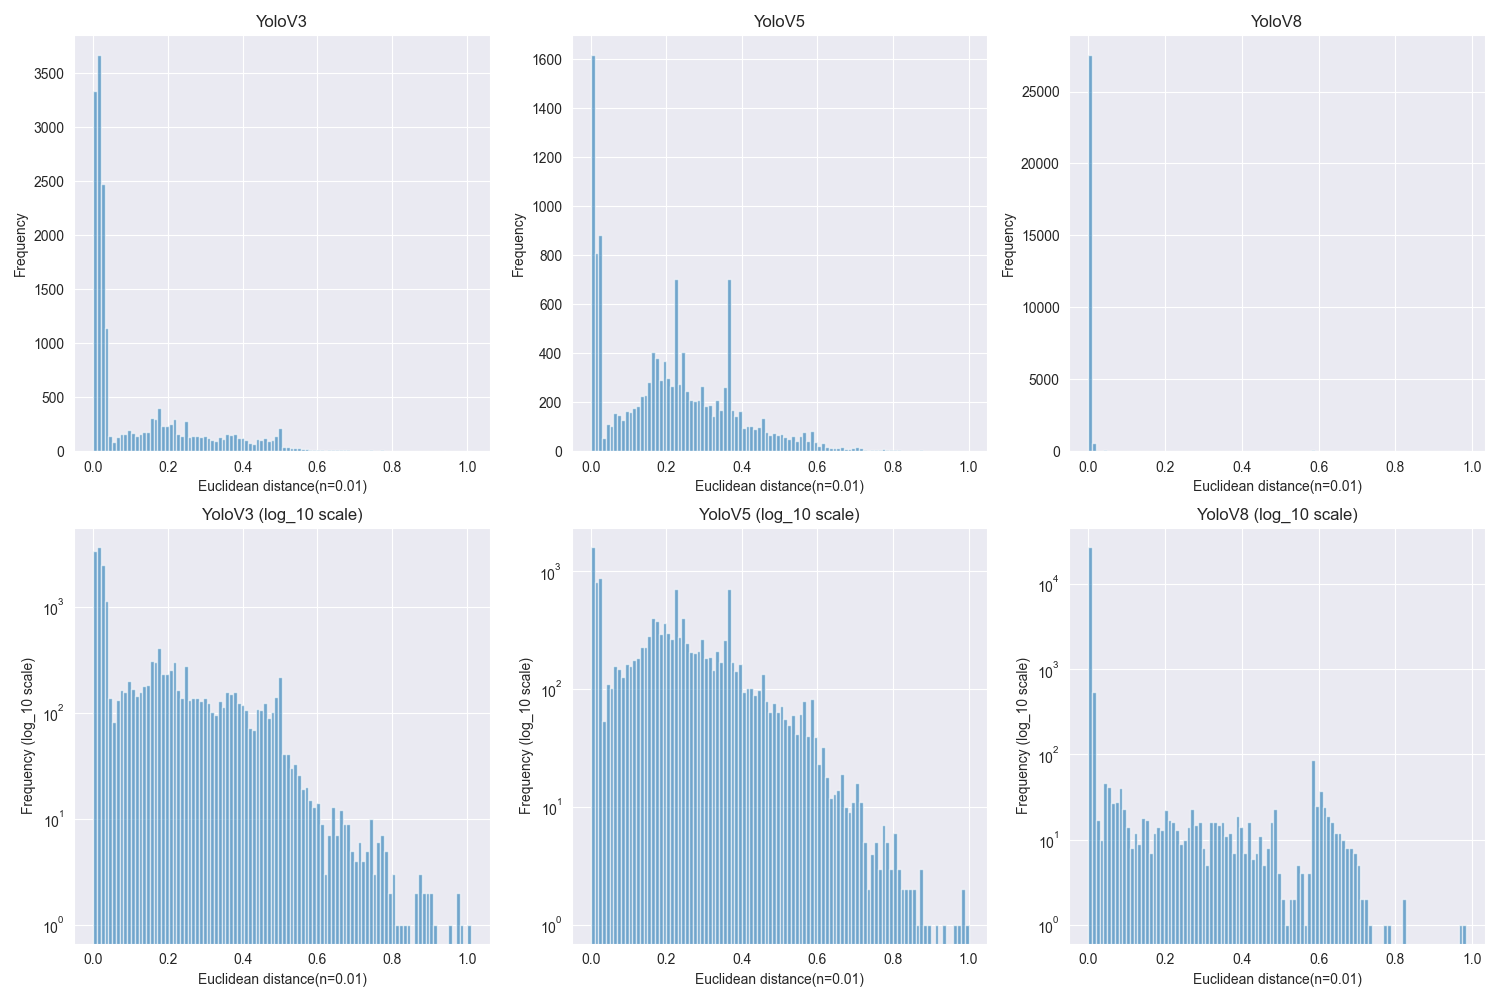 YoloV3
Frequency
3500
3000
2500
2000
1500
1000
500
0
0.0 0.2 0.4 0.6 0.8 1.0
Euclidean distance(n=0.01)
YoloV5
Frequency
1600
1400
1200
1000
800
600
400
200
0
0.0 0.2 0.4 0.6 0.8 1.0
Euclidean distance(n=0.01)
YoloV8
Frequency
25000
20000
15000
10000
5000
0
0.0 0.2 0.4 0.6 0.8 1.0
Euclidean distance(n=0.01)
YoloV3 (log_10 scale)
Frequency (log_10 scale)
10³
10²
10¹
10⁰
0.0 0.2 0.4 0.6 0.8 1.0
Euclidean distance(n=0.01)
YoloV5 (log_10 scale)
Frequency (log_10 scale)
10³
10²
10¹
10⁰
0.0 0.2 0.4 0.6 0.8 1.0
Euclidean distance(n=0.01)
YoloV8 (log_10 scale)
Frequency (log_10 scale)
10⁴
10³
10²
10¹
10⁰
0.0 0.2 0.4 0.6 0.8 1.0
Euclidean distance(n=0.01)